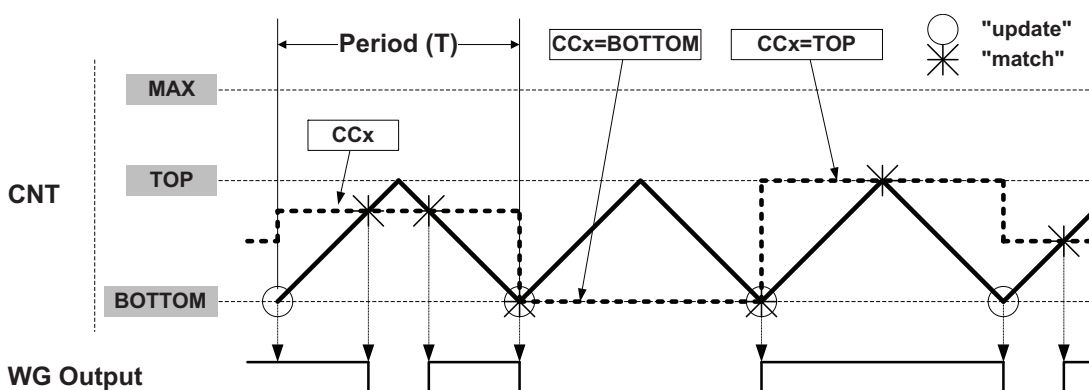 Period (T)
CCx=BOTTOM
CCx=TOP
"update"
"match"
MAX
CCx
TOP
CNT
BOTTOM
WG Output